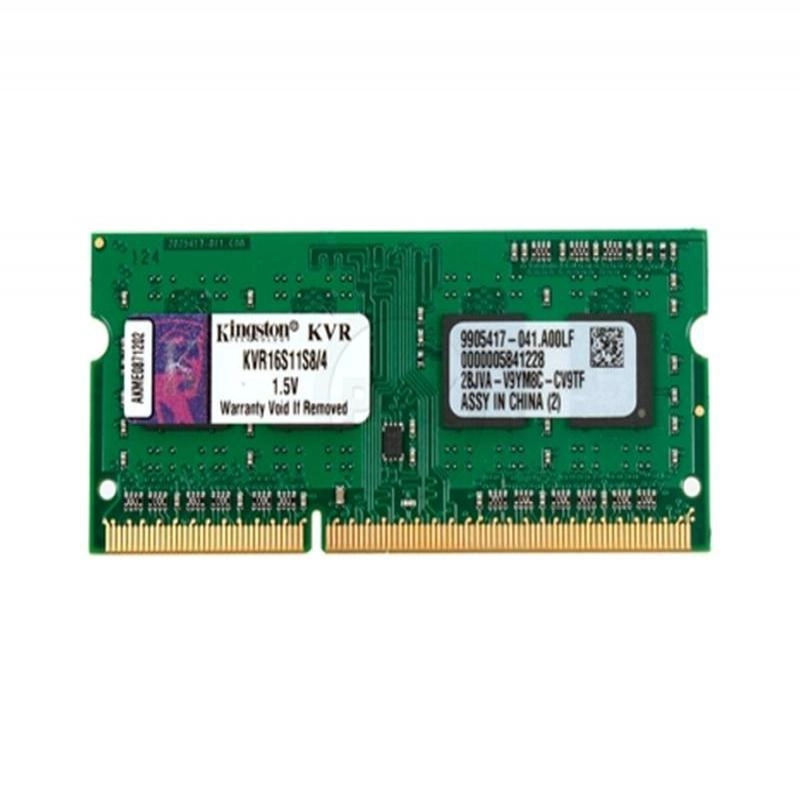 124
Kingston® KVR
KVR16S11S8/4
1.5V
Warranty Void If Removed
AKME0871202
9905417-041.A00LF
0000005841228
2BJVA-V9YM8C-CV9TF
ASSY IN CHINA (2)